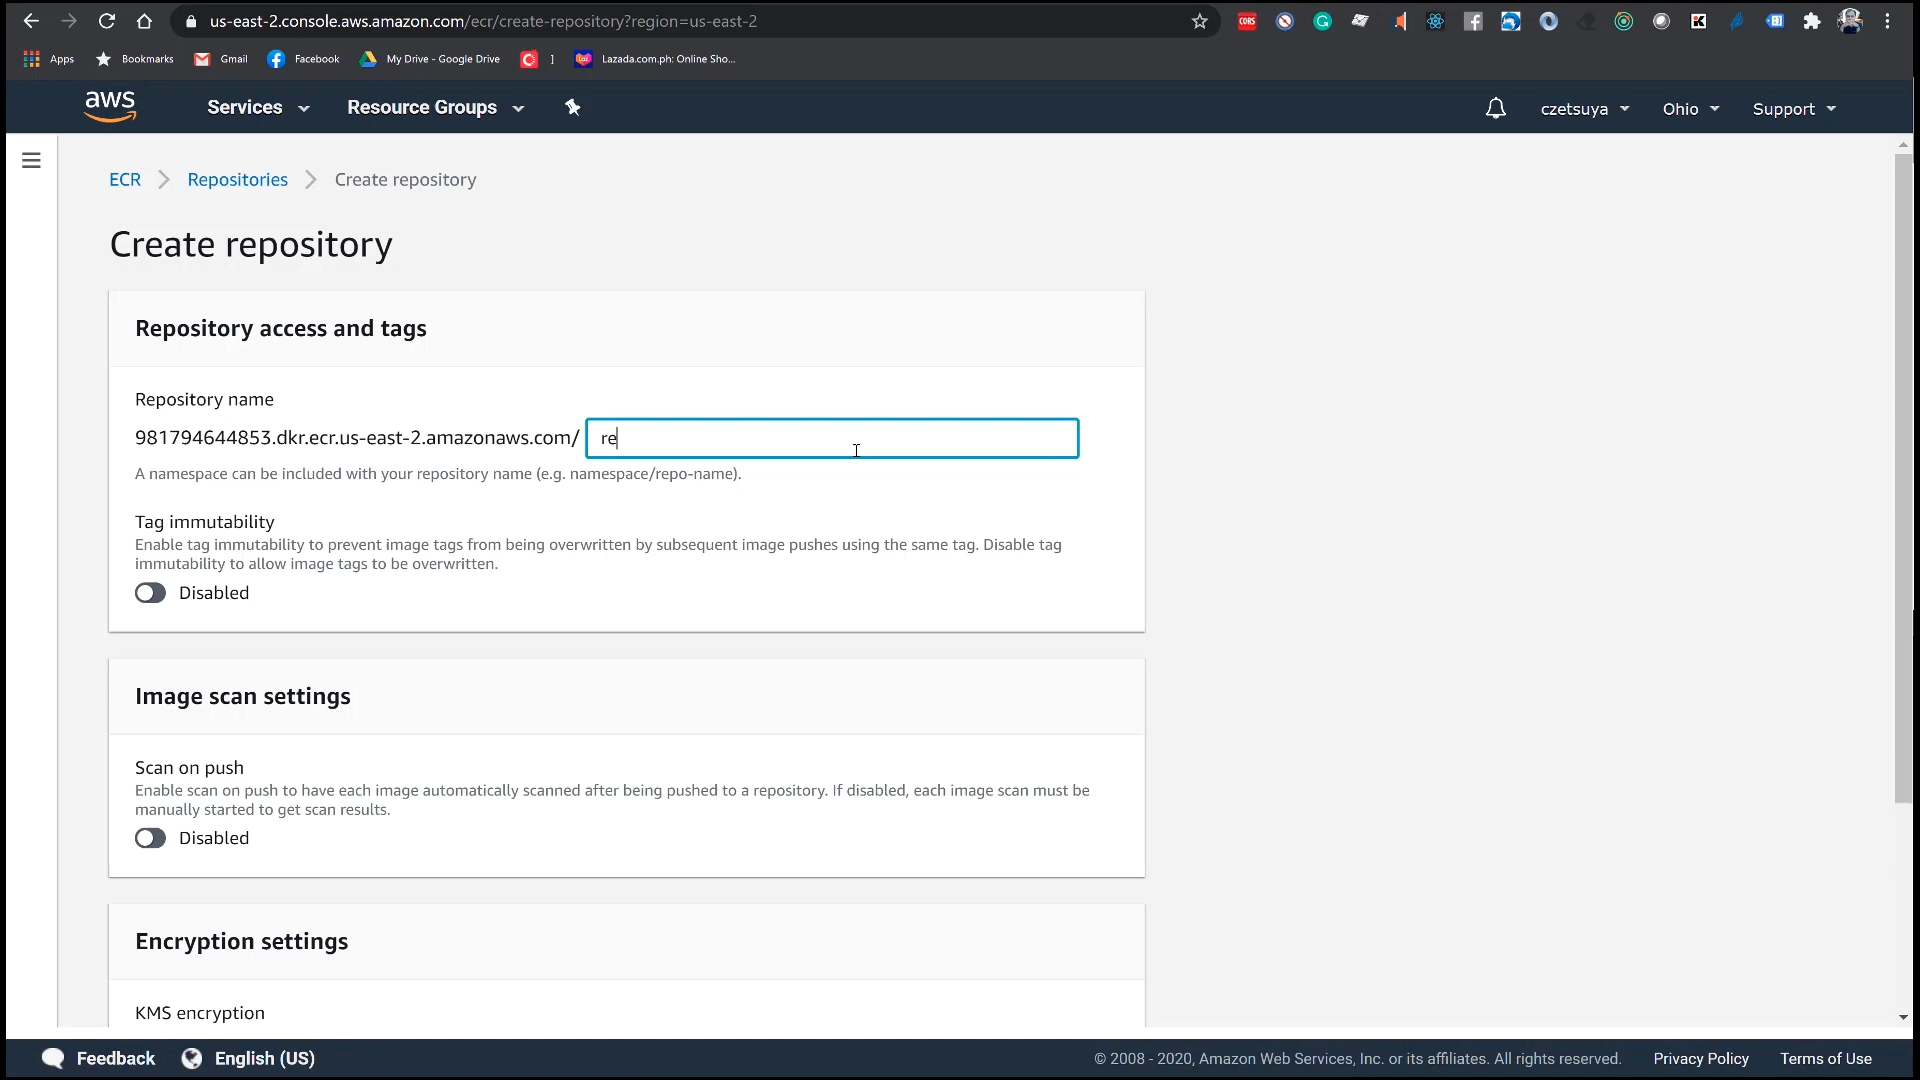 us-east-2.console.aws.amazon.com/ecr/create-repository?region=us-east-2
CORS
Apps
Bookmarks
Gmail
Facebook
My Drive - Google Drive
]
Lazada.com.ph: Online Sho...
aws
Services
Resource Groups
czetsuya
Ohio
Support
ECR
Repositories
Create repository
Create repository
Repository access and tags
Repository name
981794644853.dkr.ecr.us-east-2.amazonaws.com/
re
A namespace can be included with your repository name (e.g. namespace/repo-name).
Tag immutability
Enable tag immutability to prevent image tags from being overwritten by subsequent image pushes using the same tag. Disable tag
immutability to allow image tags to be overwritten.
Disabled
Image scan settings
Scan on push
Enable scan on push to have each image automatically scanned after being pushed to a repository. If disabled, each image scan must be
manually started to get scan results.
Disabled
Encryption settings
KMS encryption
Feedback
English (US)
© 2008 - 2020, Amazon Web Services, Inc. or its affiliates. All rights reserved.
Privacy Policy
Terms of Use